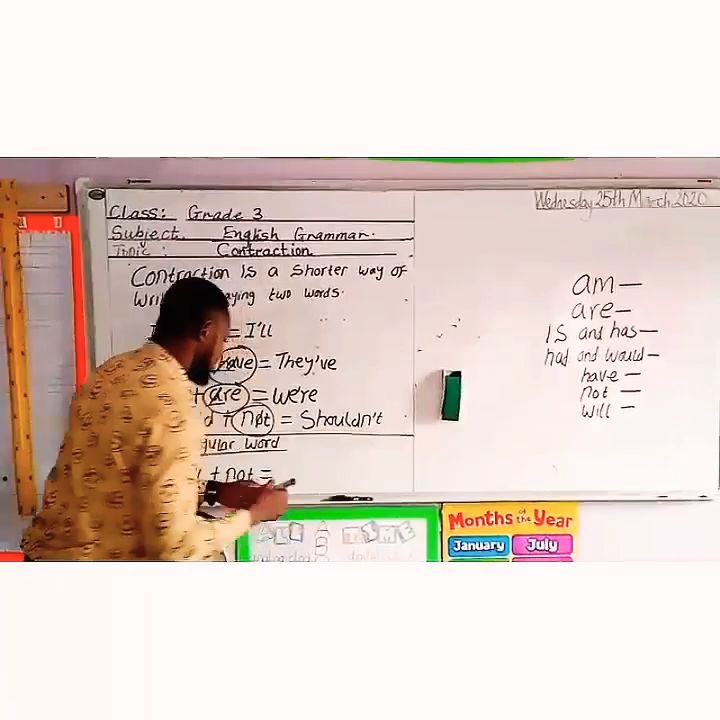 Class: Grade 3
Subject. English Grammar.
Topic : Contraction
Contraction Is a shorter way of
two words.
= I'll
have = They've
are = we're
+ not = Shouldn't
word
+ not =
Wednesday 25th March 2020
am —
are —
IS and has —
had and would —
have —
not —
will —
Months of the Year
January July